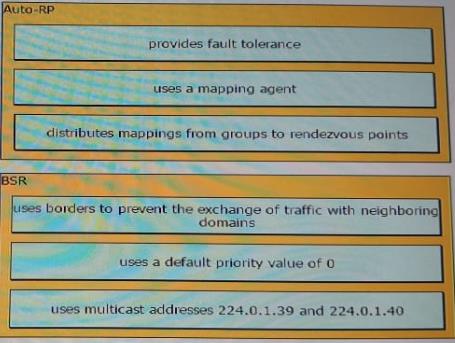 Auto-RP
provides fault tolerance
uses a mapping agent
distributes mappings from groups to rendezvous points
BSR
uses borders to prevent the exchange of traffic with neighboring
domains
uses a default priority value of 0
uses multicast addresses 224.0.1.39 and 224.0.1.40